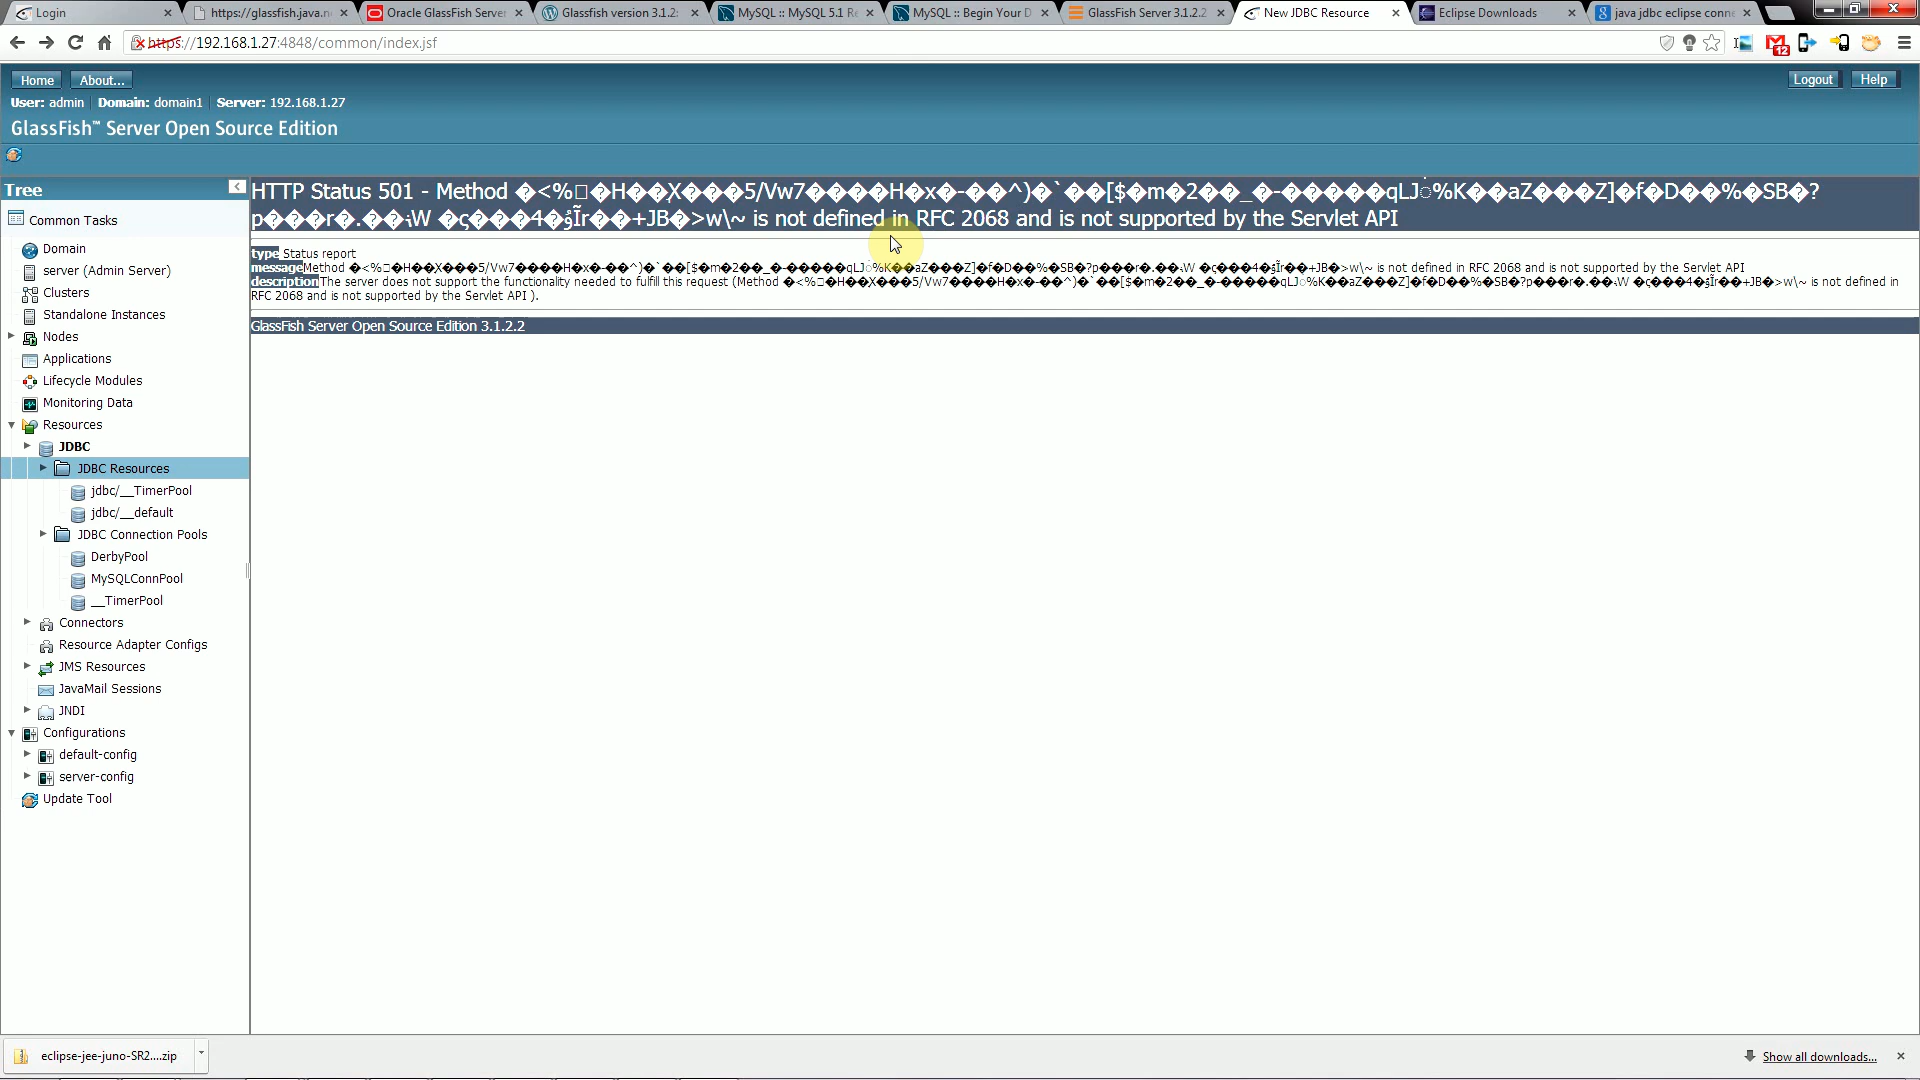 Login
https://glassfish.java.n
Oracle GlassFish Server
Glassfish version 3.1.2:
MySQL :: MySQL 5.1 Re
MySQL :: Begin Your D
GlassFish Server 3.1.2.2
New JDBC Resource
Eclipse Downloads
java jdbc eclipse conne
https://192.168.1.27:4848/common/index.jsf
12
Home About... Logout Help
User: admin Domain: domain1 Server: 192.168.1.27
GlassFish™ Server Open Source Edition
Tree
Common Tasks
Domain
server (Admin Server)
Clusters
Standalone Instances
Nodes
Applications
Lifecycle Modules
Monitoring Data
Resources
JDBC
JDBC Resources
jdbc/__TimerPool
jdbc/__default
JDBC Connection Pools
DerbyPool
MySQLConnPool
__TimerPool
Connectors
Resource Adapter Configs
JMS Resources
JavaMail Sessions
JNDI
Configurations
default-config
server-config
Update Tool
HTTP Status 501 - Method
is not defined in RFC 2068 and is not supported by the Servlet API
type Status report
messageMethod is not defined in RFC 2068 and is not supported by the Servlet API
descriptionThe server does not support the functionality needed to fulfill this request (Method is not defined in
RFC 2068 and is not supported by the Servlet API ).
GlassFish Server Open Source Edition 3.1.2.2
eclipse-jee-juno-SR2....zip
Show all downloads...